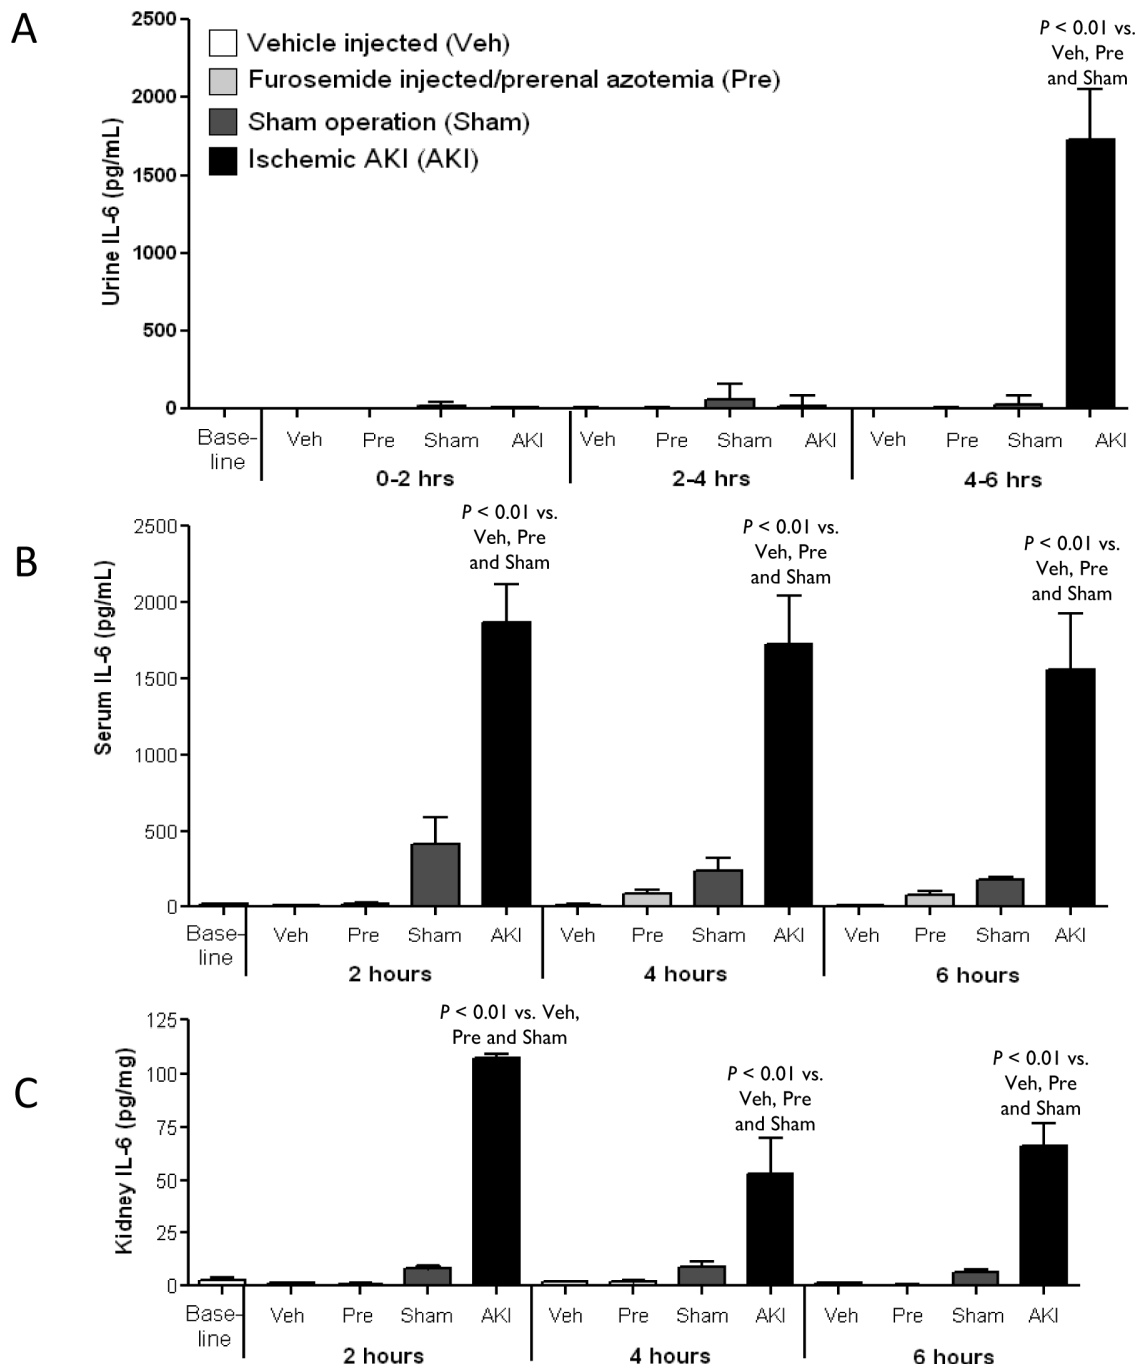 A
Urine IL-6 (pg/mL)
2500
2000
1500
1000
500
0
Vehicle injected (Veh)
Furosemide injected/prerenal azotemia (Pre)
Sham operation (Sham)
Ischemic AKI (AKI)
P < 0.01 vs.
Veh, Pre
and Sham
Base-
line
Veh Pre Sham AKI
0-2 hrs
Veh Pre Sham AKI
2-4 hrs
Veh Pre Sham AKI
4-6 hrs
B
Serum IL-6 (pg/mL)
2500
2000
1500
1000
500
0
P < 0.01 vs.
Veh, Pre
and Sham
P < 0.01 vs.
Veh, Pre
and Sham
P < 0.01 vs.
Veh, Pre
and Sham
Base-
line
Veh Pre Sham AKI
2 hours
Veh Pre Sham AKI
4 hours
Veh Pre Sham AKI
6 hours
C
Kidney IL-6 (pg/mg)
125
100
75
50
25
0
P < 0.01 vs. Veh,
Pre and Sham
P < 0.01 vs.
Veh, Pre
and Sham
P < 0.01 vs.
Veh, Pre
and Sham
Base-
line
Veh Pre Sham AKI
2 hours
Veh Pre Sham AKI
4 hours
Veh Pre Sham AKI
6 hours